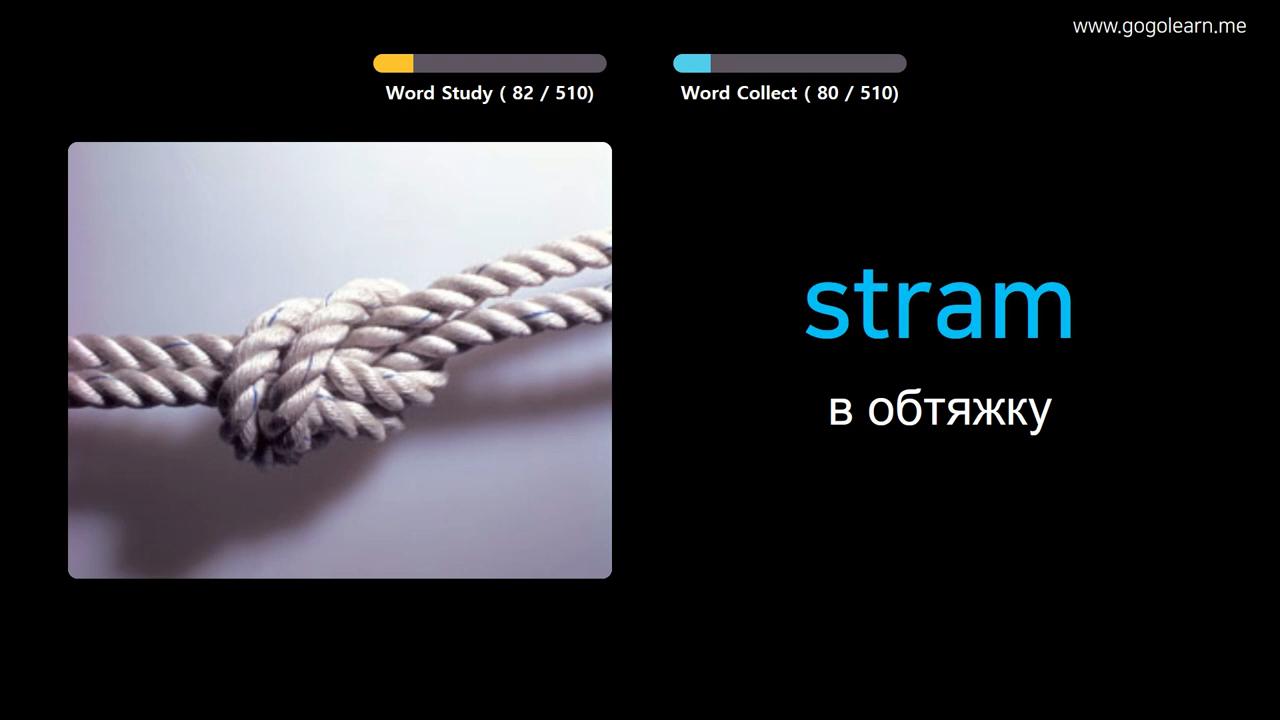 www.gogolearn.me
Word Study ( 82 / 510)
Word Collect ( 80 / 510)
stram
в обтяжку